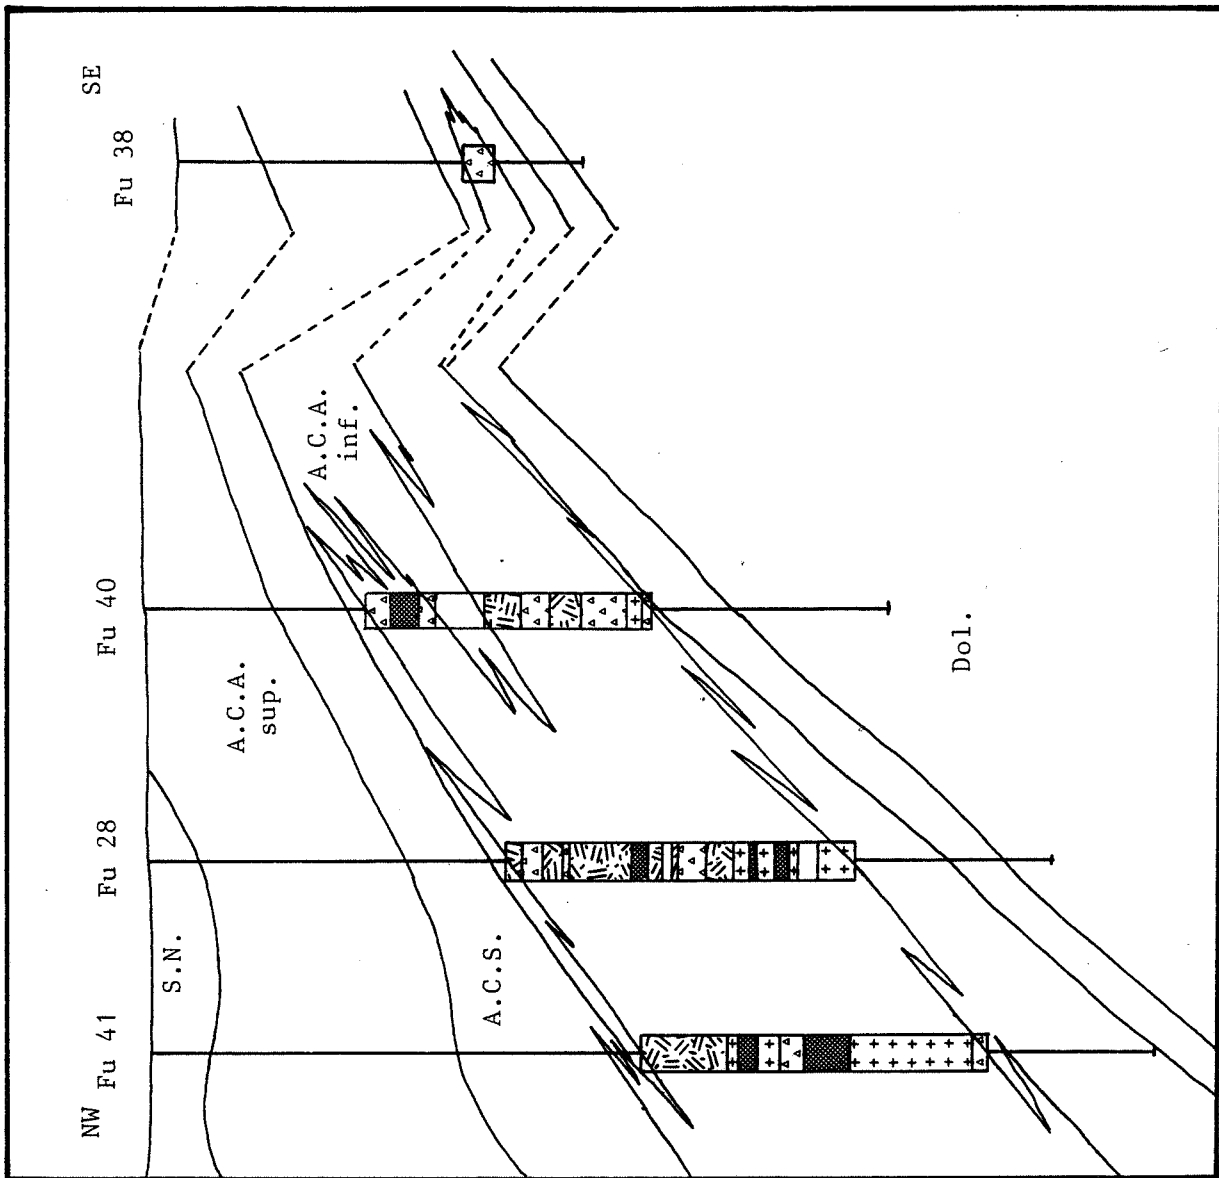 NW
SE
Fu 41
Fu 28
Fu 40
Fu 38
S.N.
A.C.A.
sup.
A.C.A.
inf.
A.C.S.
Dol.